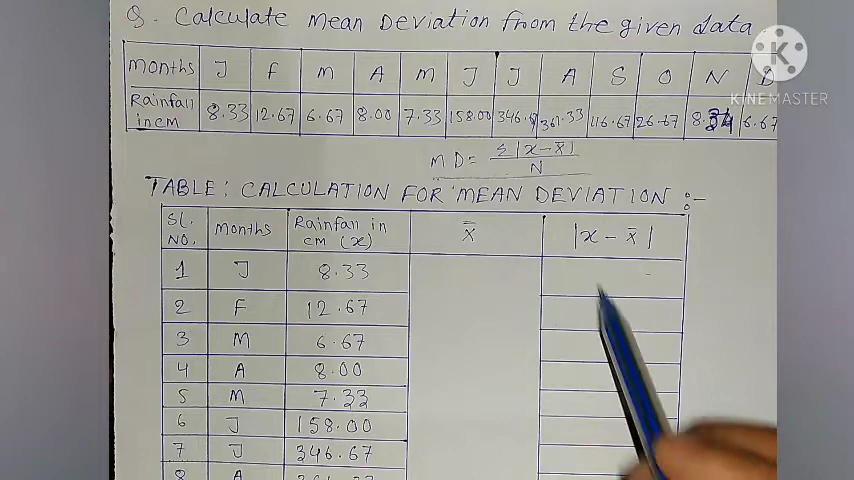 Q. Calculate Mean Deviation from the given data
Months J F M A M J J A S O N D
Rainfall in cm 8.33 12.67 6.67 8.00 7.33 158.00 346.67 361.33 116.67 26.67 6.67
KINEMASTER
MD = Σ|x-x̄| / N
TABLE: CALCULATION FOR MEAN DEVIATION :-
Sl. NO. Months Rainfall in cm (x) x̄ |x - x̄|
1 J 8.33
2 F 12.67
3 M 6.67
4 A 8.00
5 M 7.33
6 J 158.00
7 J 346.67
8 A